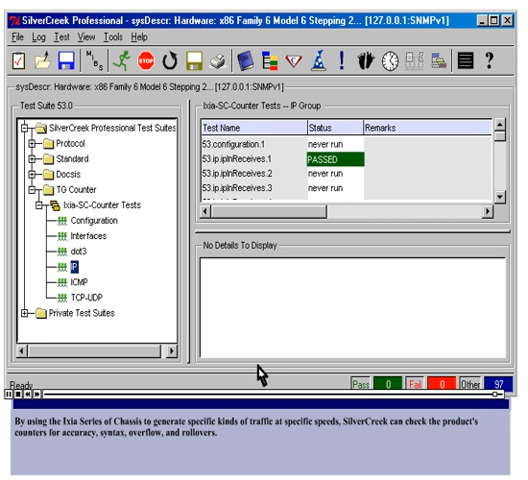 SilverCreek Professional - sysDescr: Hardware: x86 Family 6 Model 6 Stepping 2... [127.0.0.1:SNMPv1]
File Log Test View Tools Help
M/Bs STOP
sysDescr: Hardware: x86 Family 6 Model 6 Stepping 2... [127.0.0.1:SNMPv1]
Test Suite 53.0
SilverCreek Professional Test Suites
Protocol
Standard
Docsis
TG Counter
Ixia-SC-Counter Tests
Configuration
Interfaces
dot3
IP
ICMP
TCP-UDP
Private Test Suites
Ixia-SC-Counter Tests -- IP Group
Test Name Status Remarks
53.configuration.1 never run
53.ip.ipInReceives.1 PASSED
53.ip.ipInReceives.2 never run
53.ip.ipInReceives.3 never run
No Details To Display
Ready Pass 0 Fail 0 Other 97
By using the Ixia Series of Chassis to generate specific kinds of traffic at specific speeds, SilverCreek can check the product's
counters for accuracy, syntax, overflow, and rollovers.